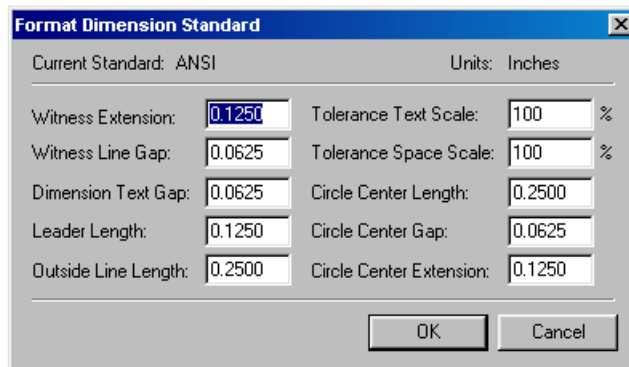 Format Dimension Standard
Current Standard: ANSI Units: Inches
Witness Extension: 0.1250 Tolerance Text Scale: 100 %
Witness Line Gap: 0.0625 Tolerance Space Scale: 100 %
Dimension Text Gap: 0.0625 Circle Center Length: 0.2500
Leader Length: 0.1250 Circle Center Gap: 0.0625
Outside Line Length: 0.2500 Circle Center Extension: 0.1250
OK Cancel